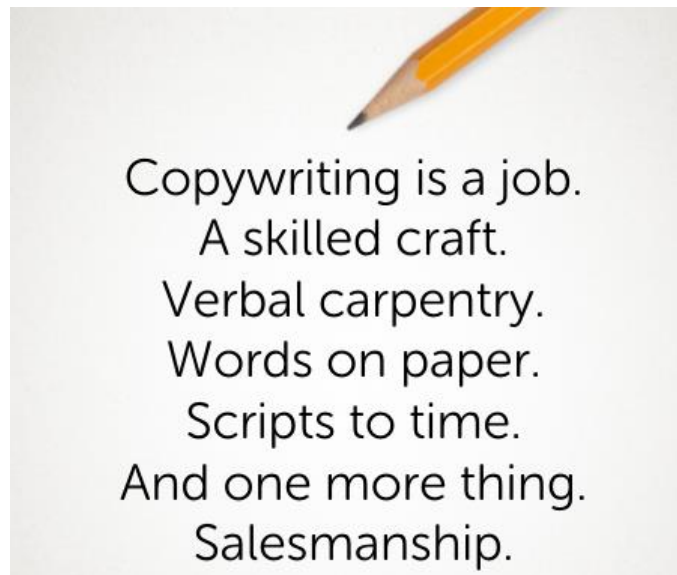 Copywriting is a job.
A skilled craft.
Verbal carpentry.
Words on paper.
Scripts to time.
And one more thing.
Salesmanship.